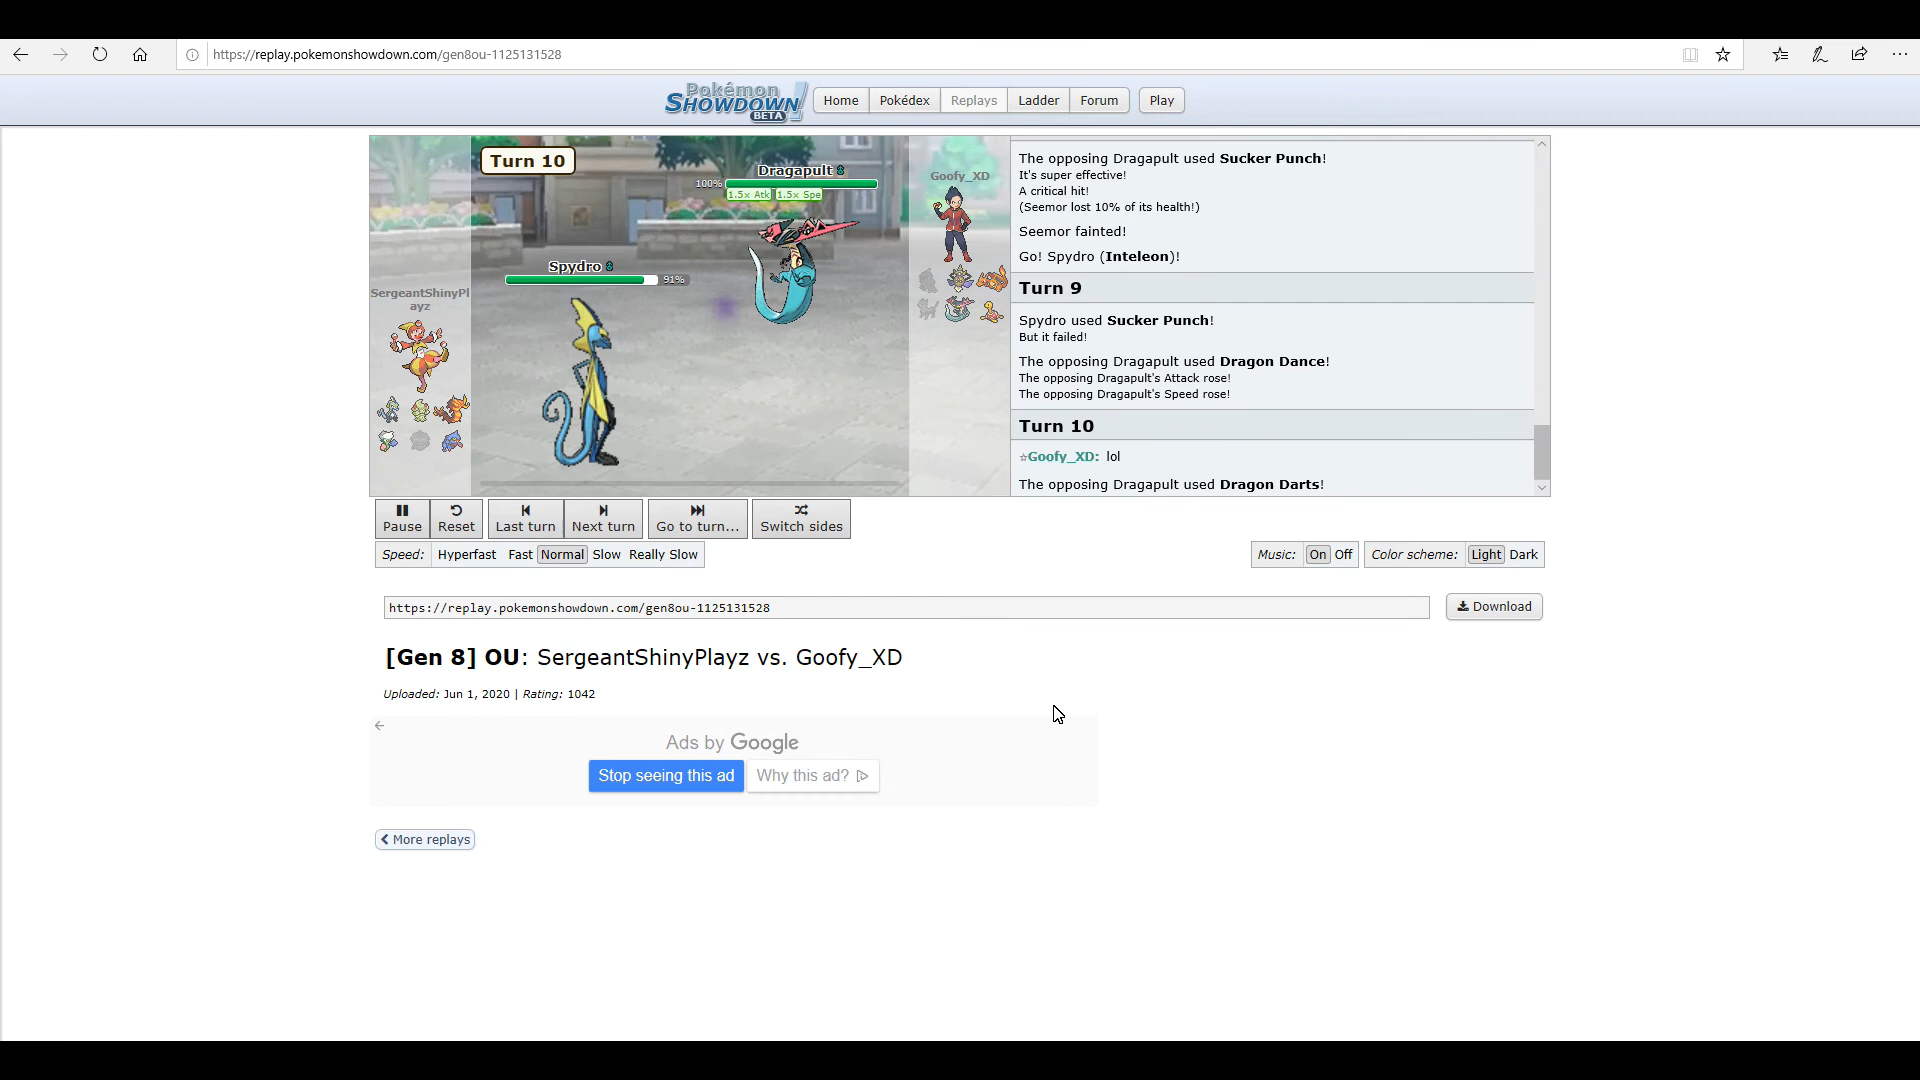 https://replay.pokemonshowdown.com/gen8ou-1125131528
Pokémon
SHOWDOWN!
BETA
Home
Pokédex
Replays
Ladder
Forum
Play
Turn 10
Dragapult
100%
1.5× Atk 1.5× Spe
Spydro
91%
SergeantShinyPl
ayz
Goofy_XD
The opposing Dragapult used Sucker Punch!
It's super effective!
A critical hit!
(Seemor lost 10% of its health!)
Seemor fainted!
Go! Spydro (Inteleon)!
Turn 9
Spydro used Sucker Punch!
But it failed!
The opposing Dragapult used Dragon Dance!
The opposing Dragapult's Attack rose!
The opposing Dragapult's Speed rose!
Turn 10
☆Goofy_XD: lol
The opposing Dragapult used Dragon Darts!
Pause
Reset
Last turn
Next turn
Go to turn...
Switch sides
Speed: Hyperfast Fast Normal Slow Really Slow
Music: On Off
Color scheme: Light Dark
https://replay.pokemonshowdown.com/gen8ou-1125131528
Download
[Gen 8] OU: SergeantShinyPlayz vs. Goofy_XD
Uploaded: Jun 1, 2020 | Rating: 1042
Ads by Google
Stop seeing this ad
Why this ad?
More replays